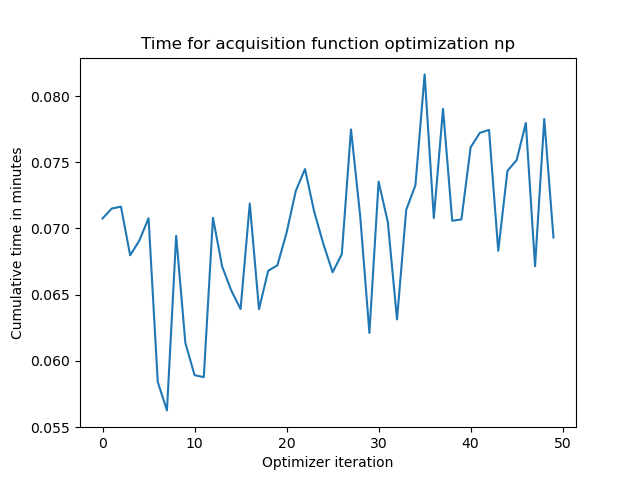 Time for acquisition function optimization np
0.080
0.075
0.070
0.065
0.060
0.055
Cumulative time in minutes
0 10 20 30 40 50
Optimizer iteration